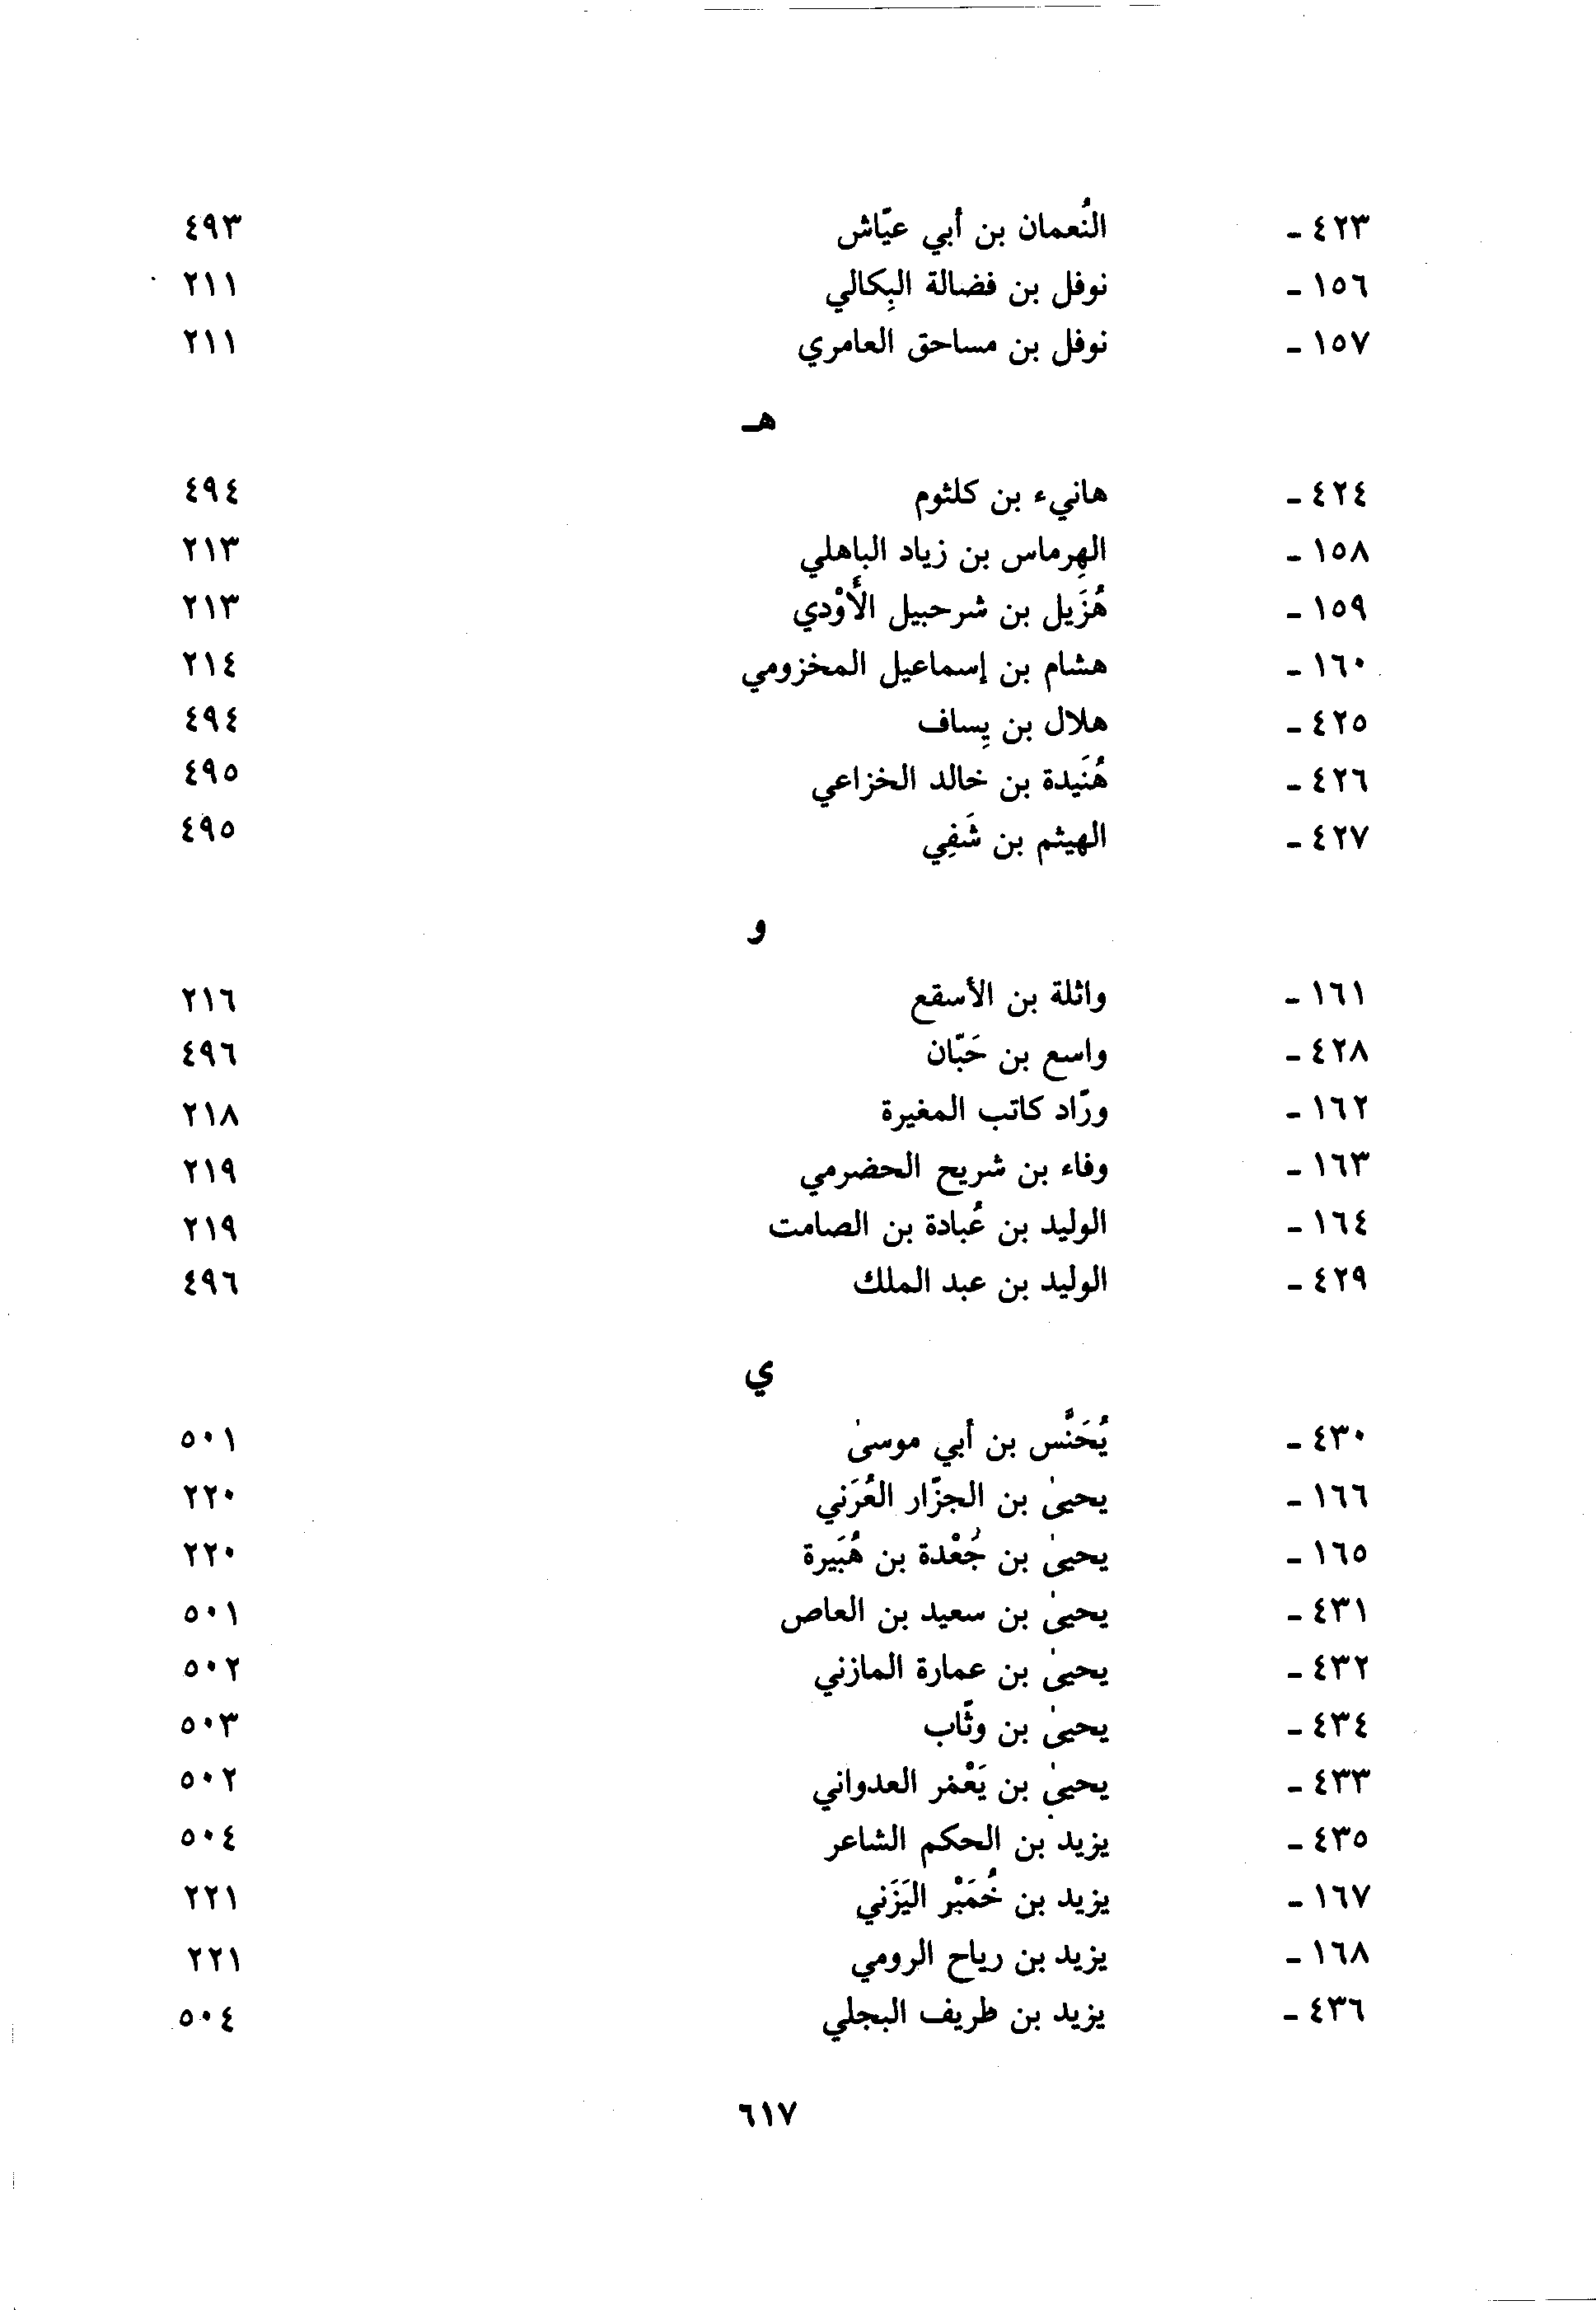 ٤٢٣ - النُعمان بن أبي عيّاش ٤٩٣
١٥٦ - نوفل بن فضالة البِكالي ٢١١
١٥٧ - نوفل بن مساحق العامري ٢١١
هـ
٤٢٤ - هانيء بن كلثوم ٤٩٤
١٥٨ - الهِرماس بن زياد الباهلي ٢١٣
١٥٩ - هُزَيل بن شرحبيل الأَوْدي ٢١٣
١٦٠ - هشام بن إسماعيل المخزومي ٢١٤
٤٢٥ - هلال بن يِساف ٤٩٤
٤٢٦ - هُنَيدة بن خالد الخزاعي ٤٩٥
٤٢٧ - الهيثم بن شَفِي ٤٩٥
و
١٦١ - واثلة بن الأسقع ٢١٦
٤٢٨ - واسع بن حَبّان ٤٩٦
١٦٢ - ورّاد كاتب المغيرة ٢١٨
١٦٣ - وفاء بن شريح الحضرمي ٢١٩
١٦٤ - الوليد بن عُبادة بن الصامت ٢١٩
٤٢٩ - الوليد بن عبد الملك ٤٩٦
ي
٤٣٠ - يُحَنَّس بن أبي موسىٰ ٥٠١
١٦٦ - يحيىٰ بن الجزّار العُرَني ٢٢٠
١٦٥ - يحيىٰ بن جُعْدة بن هُبَيرة ٢٢٠
٤٣١ - يحيىٰ بن سعيد بن العاص ٥٠١
٤٣٢ - يحيىٰ بن عمارة المازني ٥٠٢
٤٣٤ - يحيىٰ بن وثّاب ٥٠٣
٤٣٣ - يحيىٰ بن يَعْمر العدواني ٥٠٢
٤٣٥ - يزيد بن الحكم الشاعر ٥٠٤
١٦٧ - يزيد بن خُمَيْر اليَزَني ٢٢١
١٦٨ - يزيد بن رياح الرومي ٢٢١
٤٣٦ - يزيد بن طريف البجلي ٥٠٤
٦١٧